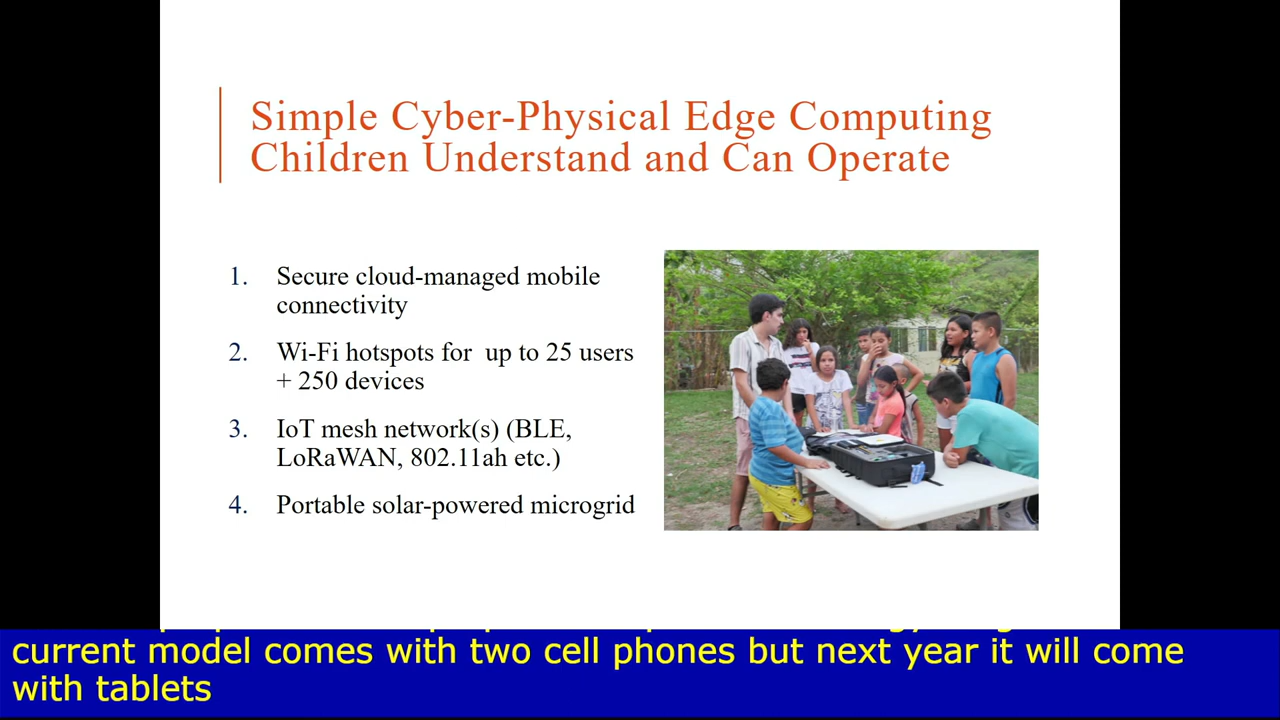 Simple Cyber-Physical Edge Computing
Children Understand and Can Operate
1. Secure cloud-managed mobile
connectivity
2. Wi-Fi hotspots for up to 25 users
+ 250 devices
3. IoT mesh network(s) (BLE,
LoRaWAN, 802.11ah etc.)
4. Portable solar-powered microgrid
current model comes with two cell phones but next year it will come
with tablets